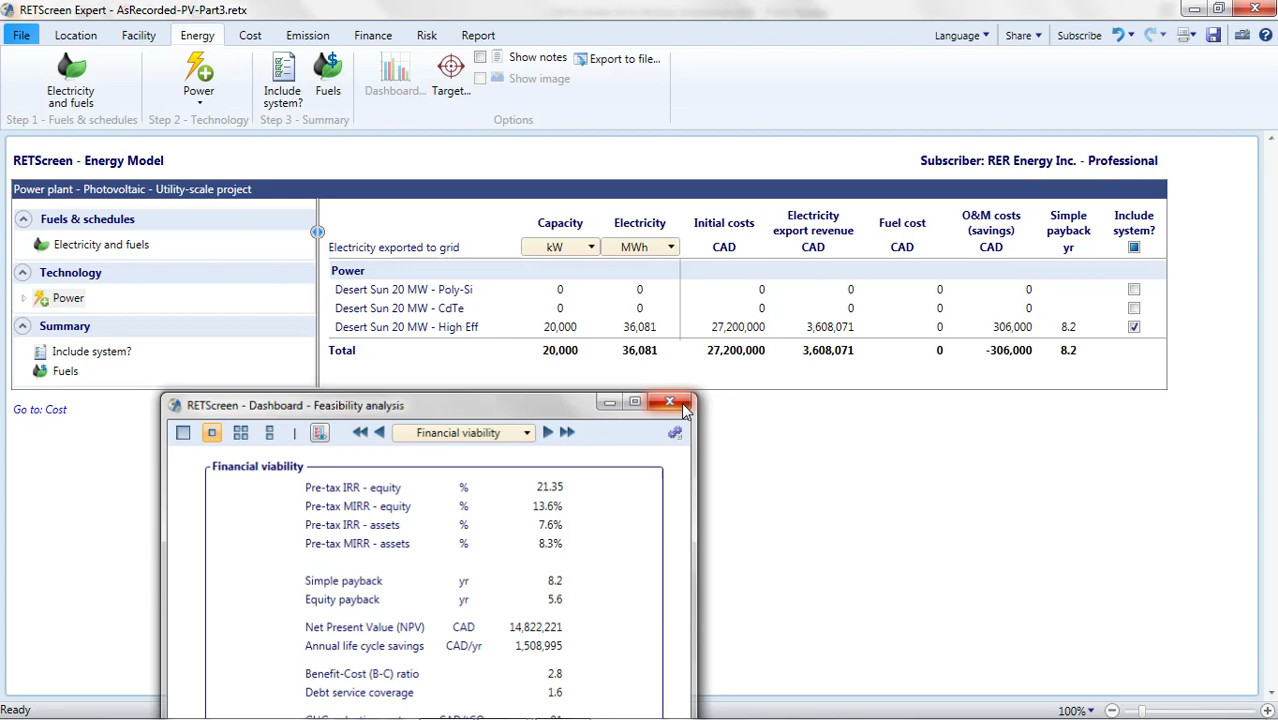 RETScreen Expert - AsRecorded-PV-Part3.retx
File Location Facility Energy Cost Emission Finance Risk Report Language Share Subscribe
Electricity and fuels
Power
Include system?
Fuels
Dashboard...
Target...
Show notes
Show image
Export to file...
Step 1 - Fuels & schedules Step 2 - Technology Step 3 - Summary Options
RETScreen - Energy Model Subscriber: RER Energy Inc. - Professional
Power plant - Photovoltaic - Utility-scale project
Fuels & schedules
Electricity and fuels
Technology
Power
Summary
Include system?
Fuels
Go to: Cost
Capacity Electricity Initial costs Electricity export revenue Fuel cost O&M costs (savings) Simple payback Include system?
Electricity exported to grid kW MWh CAD CAD CAD CAD yr
Power
Desert Sun 20 MW - Poly-Si 0 0 0 0 0 0
Desert Sun 20 MW - CdTe 0 0 0 0 0 0
Desert Sun 20 MW - High Eff 20,000 36,081 27,200,000 3,608,071 0 306,000 8.2
Total 20,000 36,081 27,200,000 3,608,071 0 -306,000 8.2
RETScreen - Dashboard - Feasibility analysis
Financial viability
Financial viability
Pre-tax IRR - equity % 21.35
Pre-tax MIRR - equity % 13.6%
Pre-tax IRR - assets % 7.6%
Pre-tax MIRR - assets % 8.3%
Simple payback yr 8.2
Equity payback yr 5.6
Net Present Value (NPV) CAD 14,822,221
Annual life cycle savings CAD/yr 1,508,995
Benefit-Cost (B-C) ratio 2.8
Debt service coverage 1.6
Ready 100%